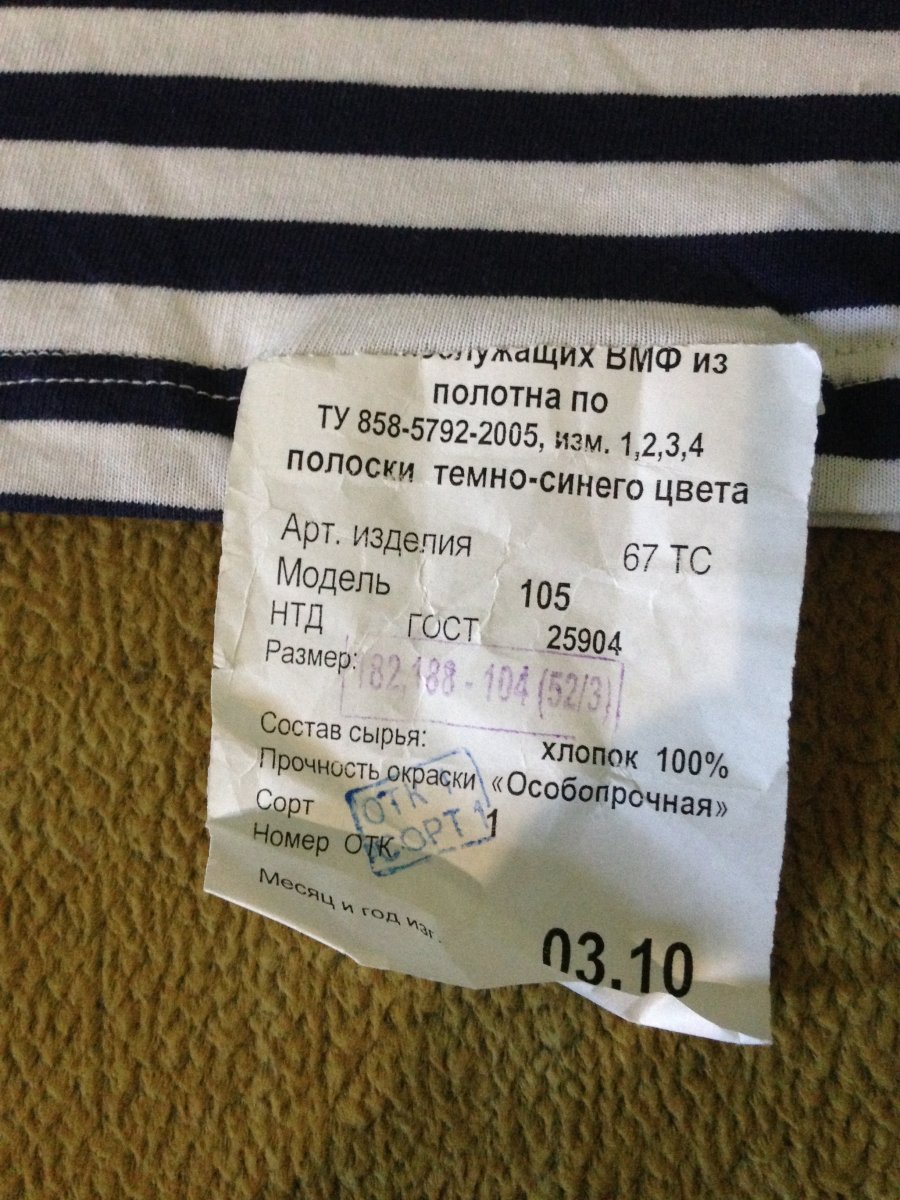 служащих ВМФ из
полотна по
ТУ 858-5792-2005, изм. 1,2,3,4
полоски темно-синего цвета
Арт. изделия 67 ТС
Модель 105
НТД ГОСТ 25904
Размер: 182,188 - 104 (52/3)
Состав сырья: хлопок 100%
Прочность окраски «Особопрочная»
Сорт 1
Номер ОТК
ОТК 1
СОРТ 1
Месяц и год изг.
03.10